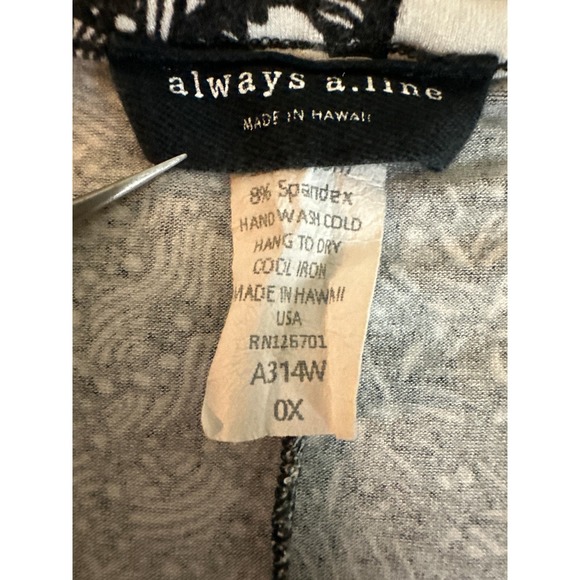 always a.line
MADE IN HAWAII
8% Spandex
HAND WASH COLD
HANG TO DRY
COOL IRON
MADE IN HAWAII
USA
RN126701
A314W
0X